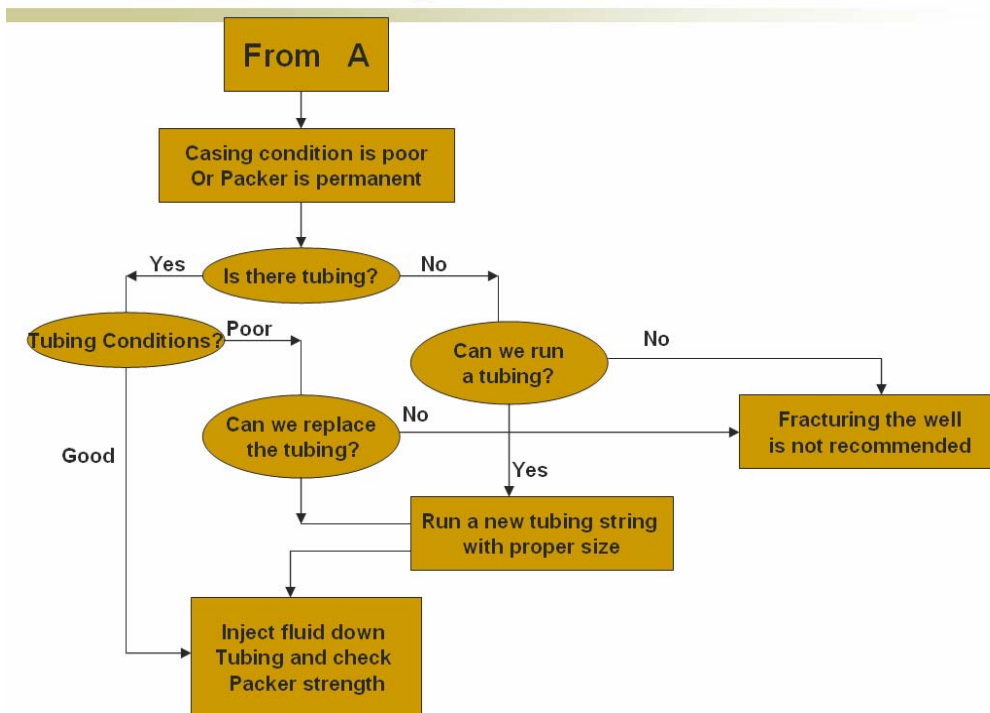 From A
Casing condition is poor
Or Packer is permanent
Is there tubing?
Yes
No
Tubing Conditions?
Poor
Can we run
a tubing?
No
Can we replace
the tubing?
No
Fracturing the well
is not recommended
Good
Yes
Run a new tubing string
with proper size
Inject fluid down
Tubing and check
Packer strength